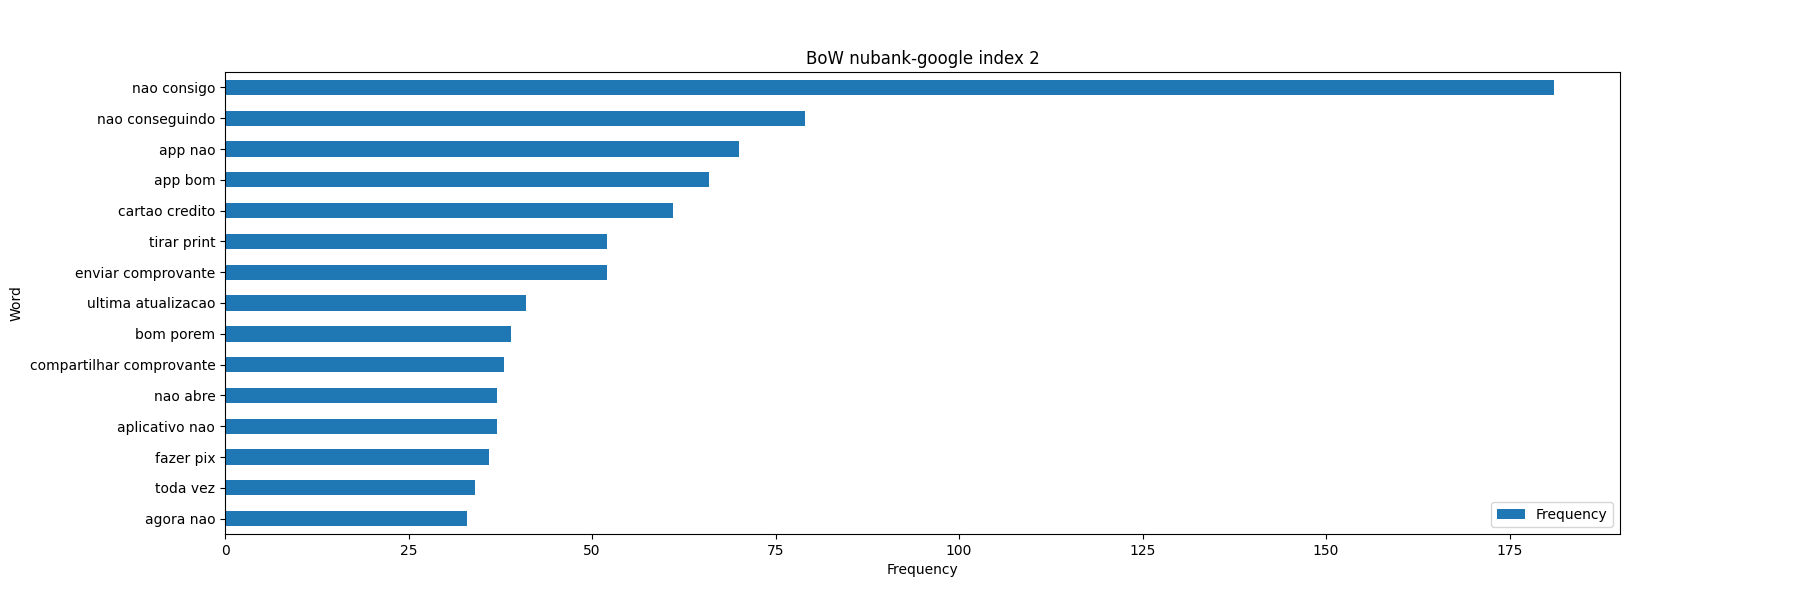 BoW nubank-google index 2
Word
nao consigo
nao conseguindo
app nao
app bom
cartao credito
tirar print
enviar comprovante
ultima atualizacao
bom porem
compartilhar comprovante
nao abre
aplicativo nao
fazer pix
toda vez
agora nao
Frequency
0 25 50 75 100 125 150 175
Frequency